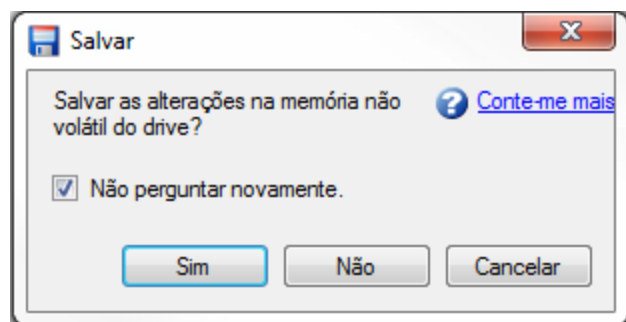 Salvar
Salvar as alterações na memória não
volátil do drive?
Conte-me mais
Não perguntar novamente.
Sim
Não
Cancelar